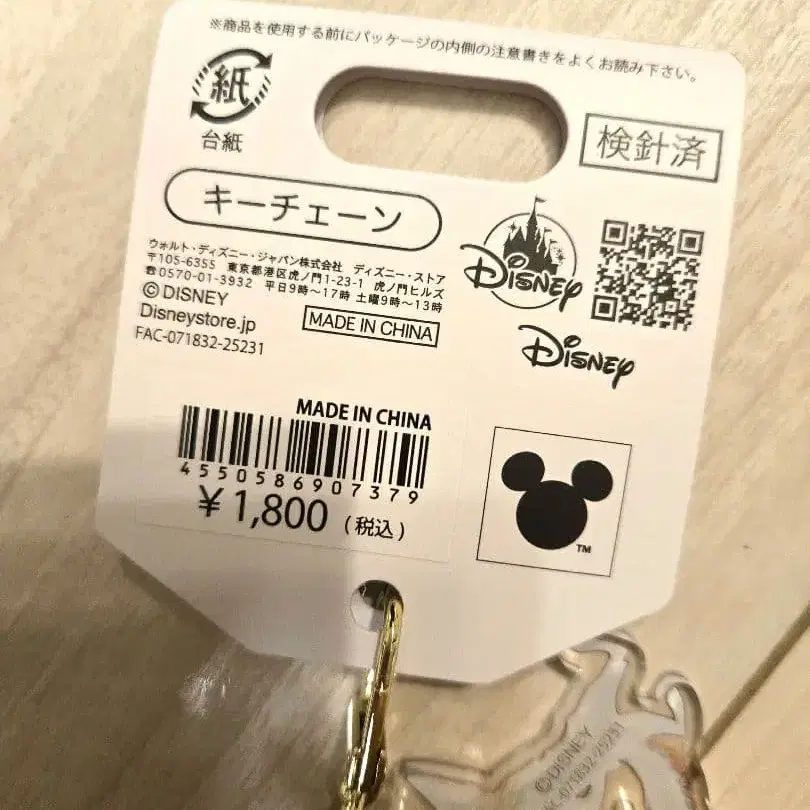 ※商品を使用する前にパッケージの内側の注意書きをよくお読み下さい。
紙
台紙
検針済
キーチェーン
ウォルト・ディズニー・ジャパン株式会社 ディズニー・ストア
〒105-6355 東京都港区虎ノ門1-23-1 虎ノ門ヒルズ
☎0570-01-3932 平日9時〜17時 土曜9時〜13時
©DISNEY
Disneystore.jp
MADE IN CHINA
FAC-071832-25231
DISNEY
DISNEY
MADE IN CHINA
4550586907379
¥1,800(税込)
TM
©DISNEY
FAC-071832-25231